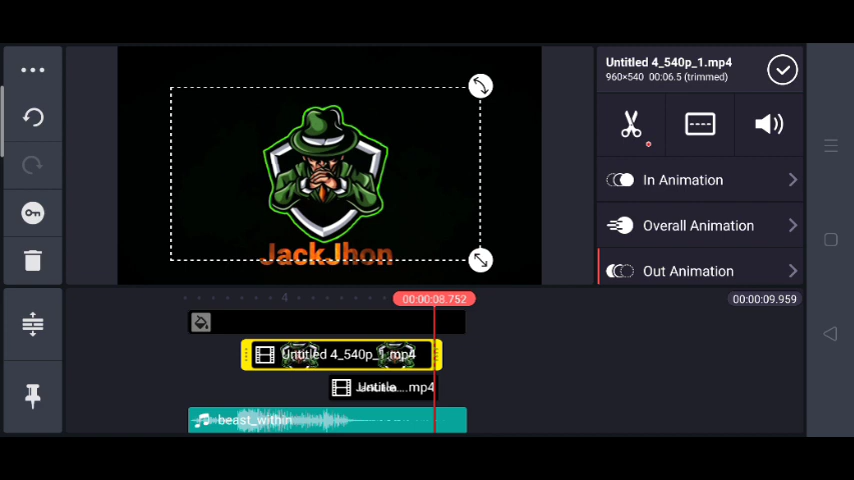 Untitled 4_540p_1.mp4
960×540 00:06.5 (trimmed)
In Animation
Overall Animation
Out Animation
JackJhon
4
00:00:08.752
00:00:09.959
Untitled 4_540p_1.mp4
Untitle... .mp4
beast_within